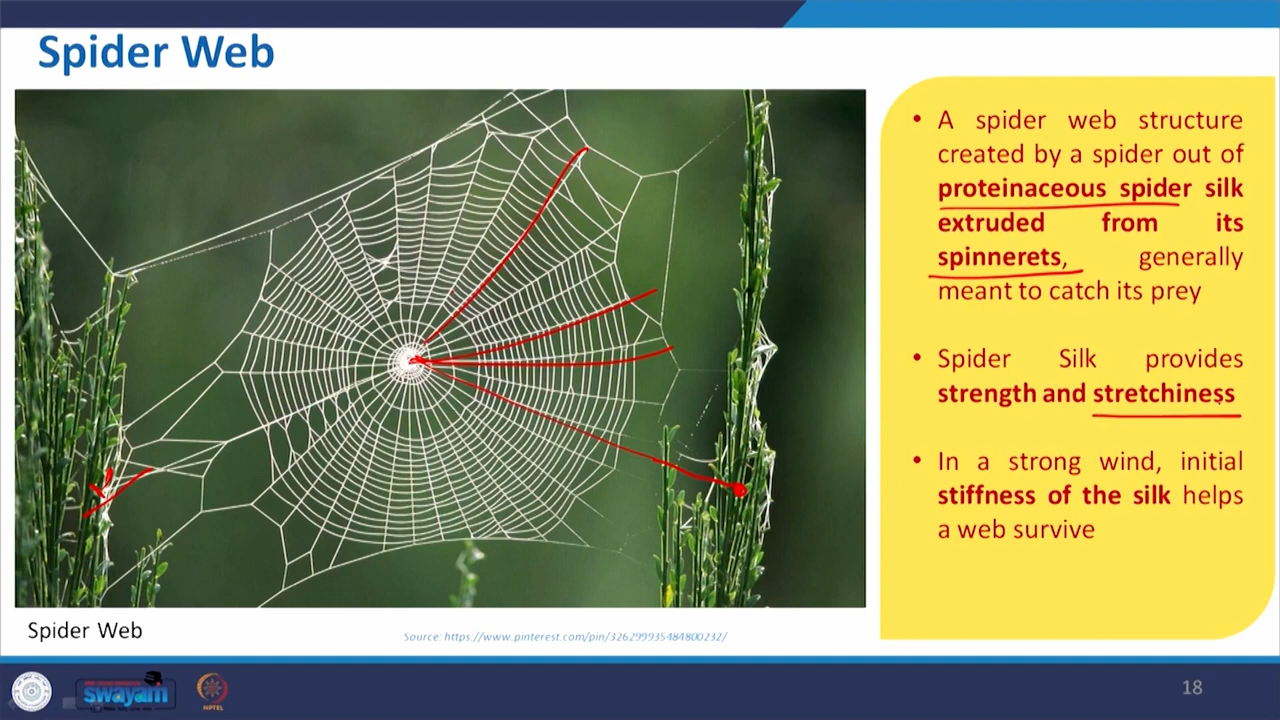 Spider Web
• A spider web structure
created by a spider out of
proteinaceous spider silk
extruded from its
spinnerets, generally
meant to catch its prey
• Spider Silk provides
strength and stretchiness
• In a strong wind, initial
stiffness of the silk helps
a web survive
Spider Web
Source: https://www.pinterest.com/pin/326299935484800232/
swayam
NPTEL
18